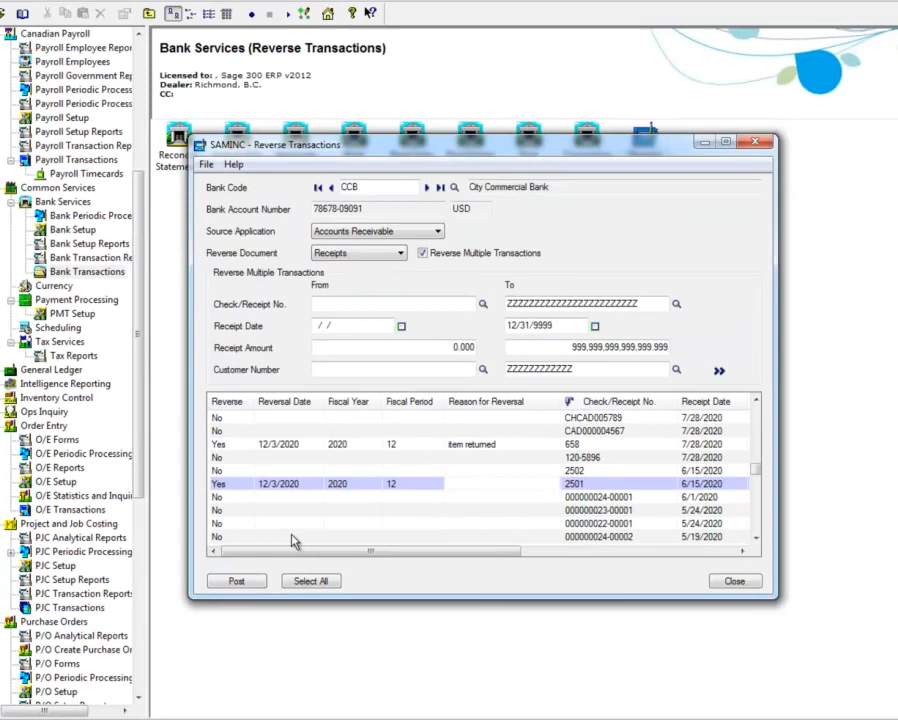 Canadian Payroll
Payroll Employee Repor
Payroll Employees
Payroll Government Rep
Payroll Periodic Process
Payroll Periodic Process
Payroll Setup
Payroll Setup Reports
Payroll Transaction Rep
Payroll Transactions
Payroll Timecards
Common Services
Bank Services
Bank Periodic Proce
Bank Setup
Bank Setup Reports
Bank Transaction Re
Bank Transactions
Currency
Payment Processing
PMT Setup
Scheduling
Tax Services
Tax Reports
General Ledger
Intelligence Reporting
Inventory Control
Ops Inquiry
Order Entry
O/E Forms
O/E Periodic Processing
O/E Reports
O/E Setup
O/E Statistics and Inquir
O/E Transactions
Project and Job Costing
PJC Analytical Reports
PJC Periodic Processing
PJC Setup
PJC Setup Reports
PJC Transaction Reports
PJC Transactions
Purchase Orders
P/O Analytical Reports
P/O Create Purchase Or
P/O Forms
P/O Periodic Processing
P/O Setup
Bank Services (Reverse Transactions)
Licensed to: , Sage 300 ERP v2012
Dealer: Richmond, B.C.
CC:
Recon
Stateme
SAMINC - Reverse Transactions
File Help
Bank Code CCB City Commercial Bank
Bank Account Number 78678-09091 USD
Source Application Accounts Receivable
Reverse Document Receipts Reverse Multiple Transactions
Reverse Multiple Transactions
From To
Check/Receipt No. ZZZZZZZZZZZZZZZZZZZZZZZZ
Receipt Date / / 12/31/9999
Receipt Amount 0.000 999,999,999,999,999.999
Customer Number ZZZZZZZZZZZZ
Reverse Reversal Date Fiscal Year Fiscal Period Reason for Reversal Check/Receipt No. Receipt Date
No CHCAD005789 7/28/2020
No CAD000004567 7/28/2020
Yes 12/3/2020 2020 12 item returned 658 7/28/2020
No 120-5896 7/28/2020
No 2502 6/15/2020
Yes 12/3/2020 2020 12 2501 6/15/2020
No 000000024-00001 6/1/2020
No 000000023-00001 5/24/2020
No 000000022-00001 5/24/2020
No 000000024-00002 5/19/2020
Post Select All Close